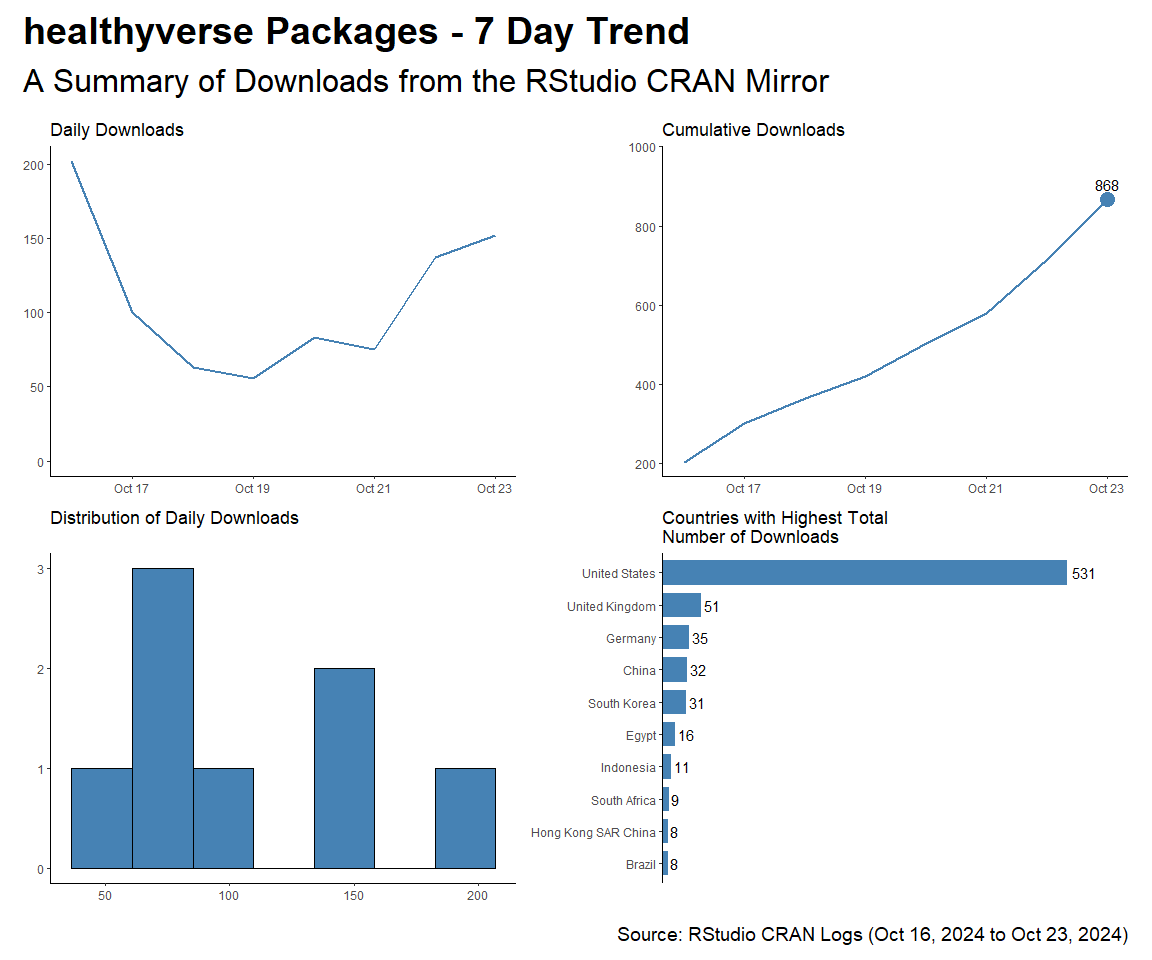 healthyverse Packages - 7 Day Trend
A Summary of Downloads from the RStudio CRAN Mirror
Daily Downloads
200
150
100
50
0
Oct 17
Oct 19
Oct 21
Oct 23
Cumulative Downloads
1000
800
600
400
200
868
Oct 17
Oct 19
Oct 21
Oct 23
Distribution of Daily Downloads
3
2
1
0
50
100
150
200
Countries with Highest Total
Number of Downloads
United States 531
United Kingdom 51
Germany 35
China 32
South Korea 31
Egypt 16
Indonesia 11
South Africa 9
Hong Kong SAR China 8
Brazil 8
Source: RStudio CRAN Logs (Oct 16, 2024 to Oct 23, 2024)